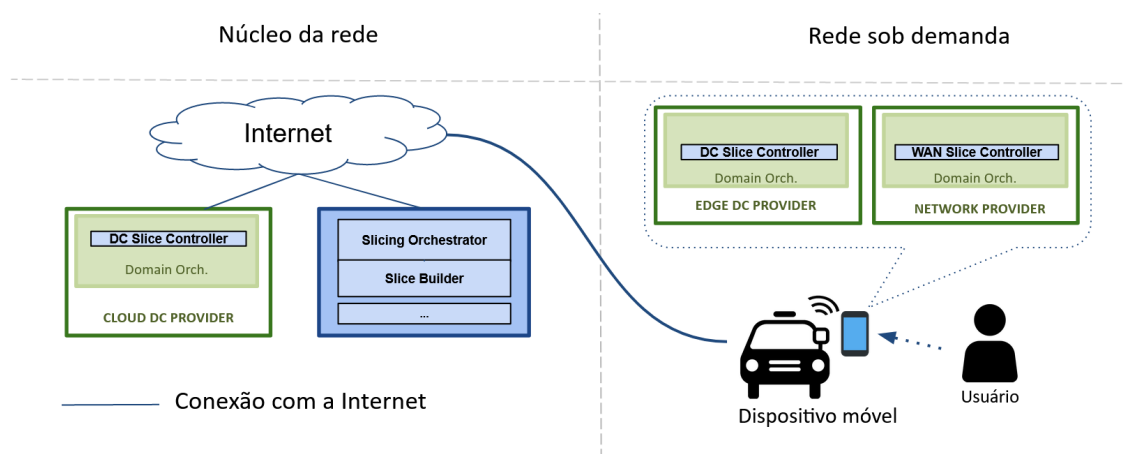 Núcleo da rede
Rede sob demanda
Internet
DC Slice Controller
Domain Orch.
CLOUD DC PROVIDER
Slicing Orchestrator
Slice Builder
...
DC Slice Controller
Domain Orch.
EDGE DC PROVIDER
WAN Slice Controller
Domain Orch.
NETWORK PROVIDER
Conexão com a Internet
Dispositivo móvel
Usuário